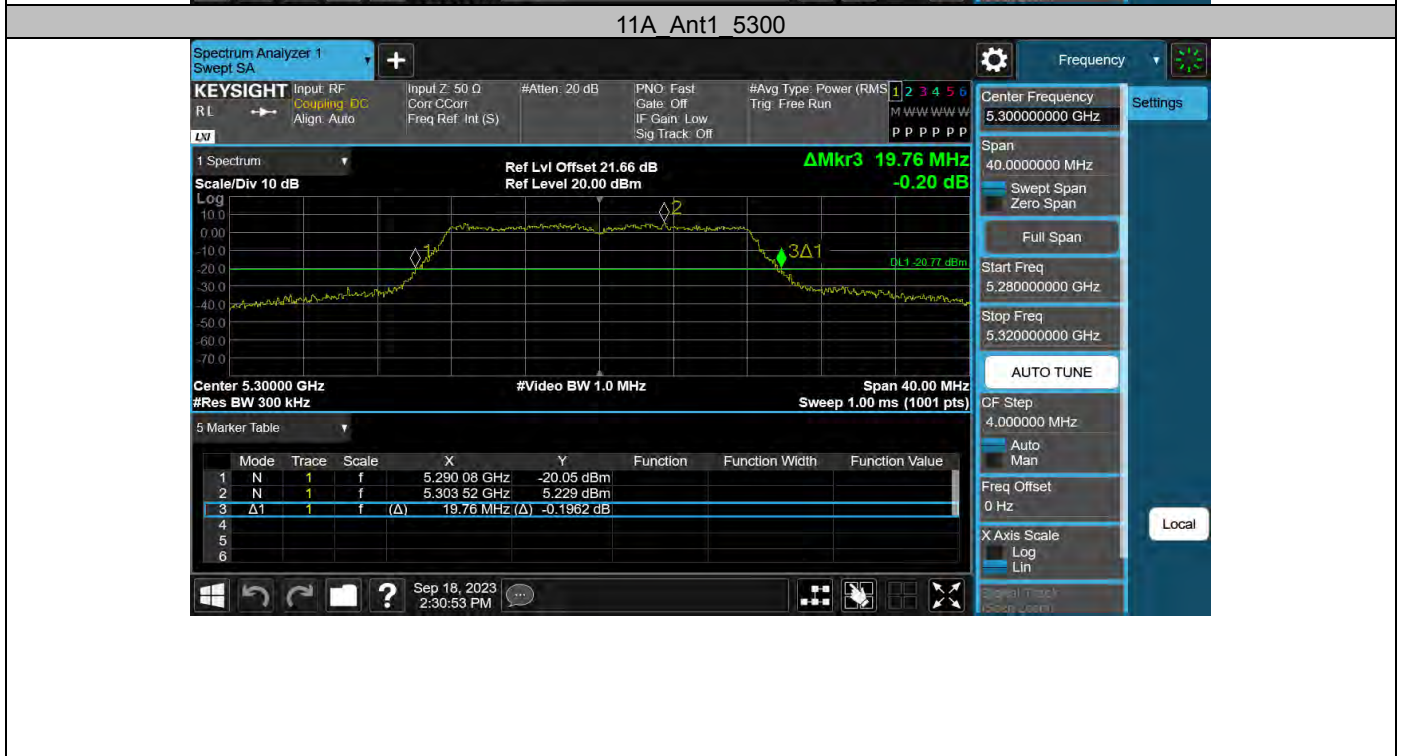 11A_Ant1_5300
Spectrum Analyzer 1
Swept SA
+
Frequency
KEYSIGHT
RL
LXI
Input: RF
Coupling: DC
Align: Auto
Input Z: 50 Ω
Corr CCorr
Freq Ref: Int (S)
#Atten: 20 dB
PNO: Fast
Gate: Off
IF Gain: Low
Sig Track: Off
#Avg Type: Power (RMS
Trig: Free Run
1 2 3 4 5 6
M W W W W W
P P P P P P
1 Spectrum
Scale/Div 10 dB
Ref Lvl Offset 21.66 dB
Ref Level 20.00 dBm
ΔMkr3 19.76 MHz
-0.20 dB
Log
10.0
0.00
-10.0
-20.0
-30.0
-40.0
-50.0
-60.0
-70.0
1
2
3Δ1
DL1 -20.77 dBm
Center 5.30000 GHz
#Video BW 1.0 MHz
Span 40.00 MHz
#Res BW 300 kHz
Sweep 1.00 ms (1001 pts)
5 Marker Table
Mode Trace Scale X Y Function Function Width Function Value
1 N 1 f 5.290 08 GHz -20.05 dBm
2 N 1 f 5.303 52 GHz 5.229 dBm
3 Δ1 1 f (Δ) 19.76 MHz (Δ) -0.1962 dB
4
5
6
?
Sep 18, 2023
2:30:53 PM
Center Frequency
5.300000000 GHz
Settings
Span
40.0000000 MHz
Swept Span
Zero Span
Full Span
Start Freq
5.280000000 GHz
Stop Freq
5.320000000 GHz
AUTO TUNE
CF Step
4.000000 MHz
Auto
Man
Freq Offset
0 Hz
Local
X Axis Scale
Log
Lin
Signal Track
(Span Zoom)